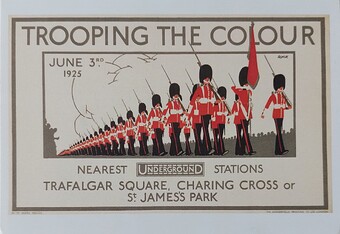 TROOPING THE COLOUR
JUNE 3RD.
1925
NEAREST UNDERGROUND STATIONS
TRAFALGAR SQUARE, CHARING CROSS or
ST. JAMES'S PARK